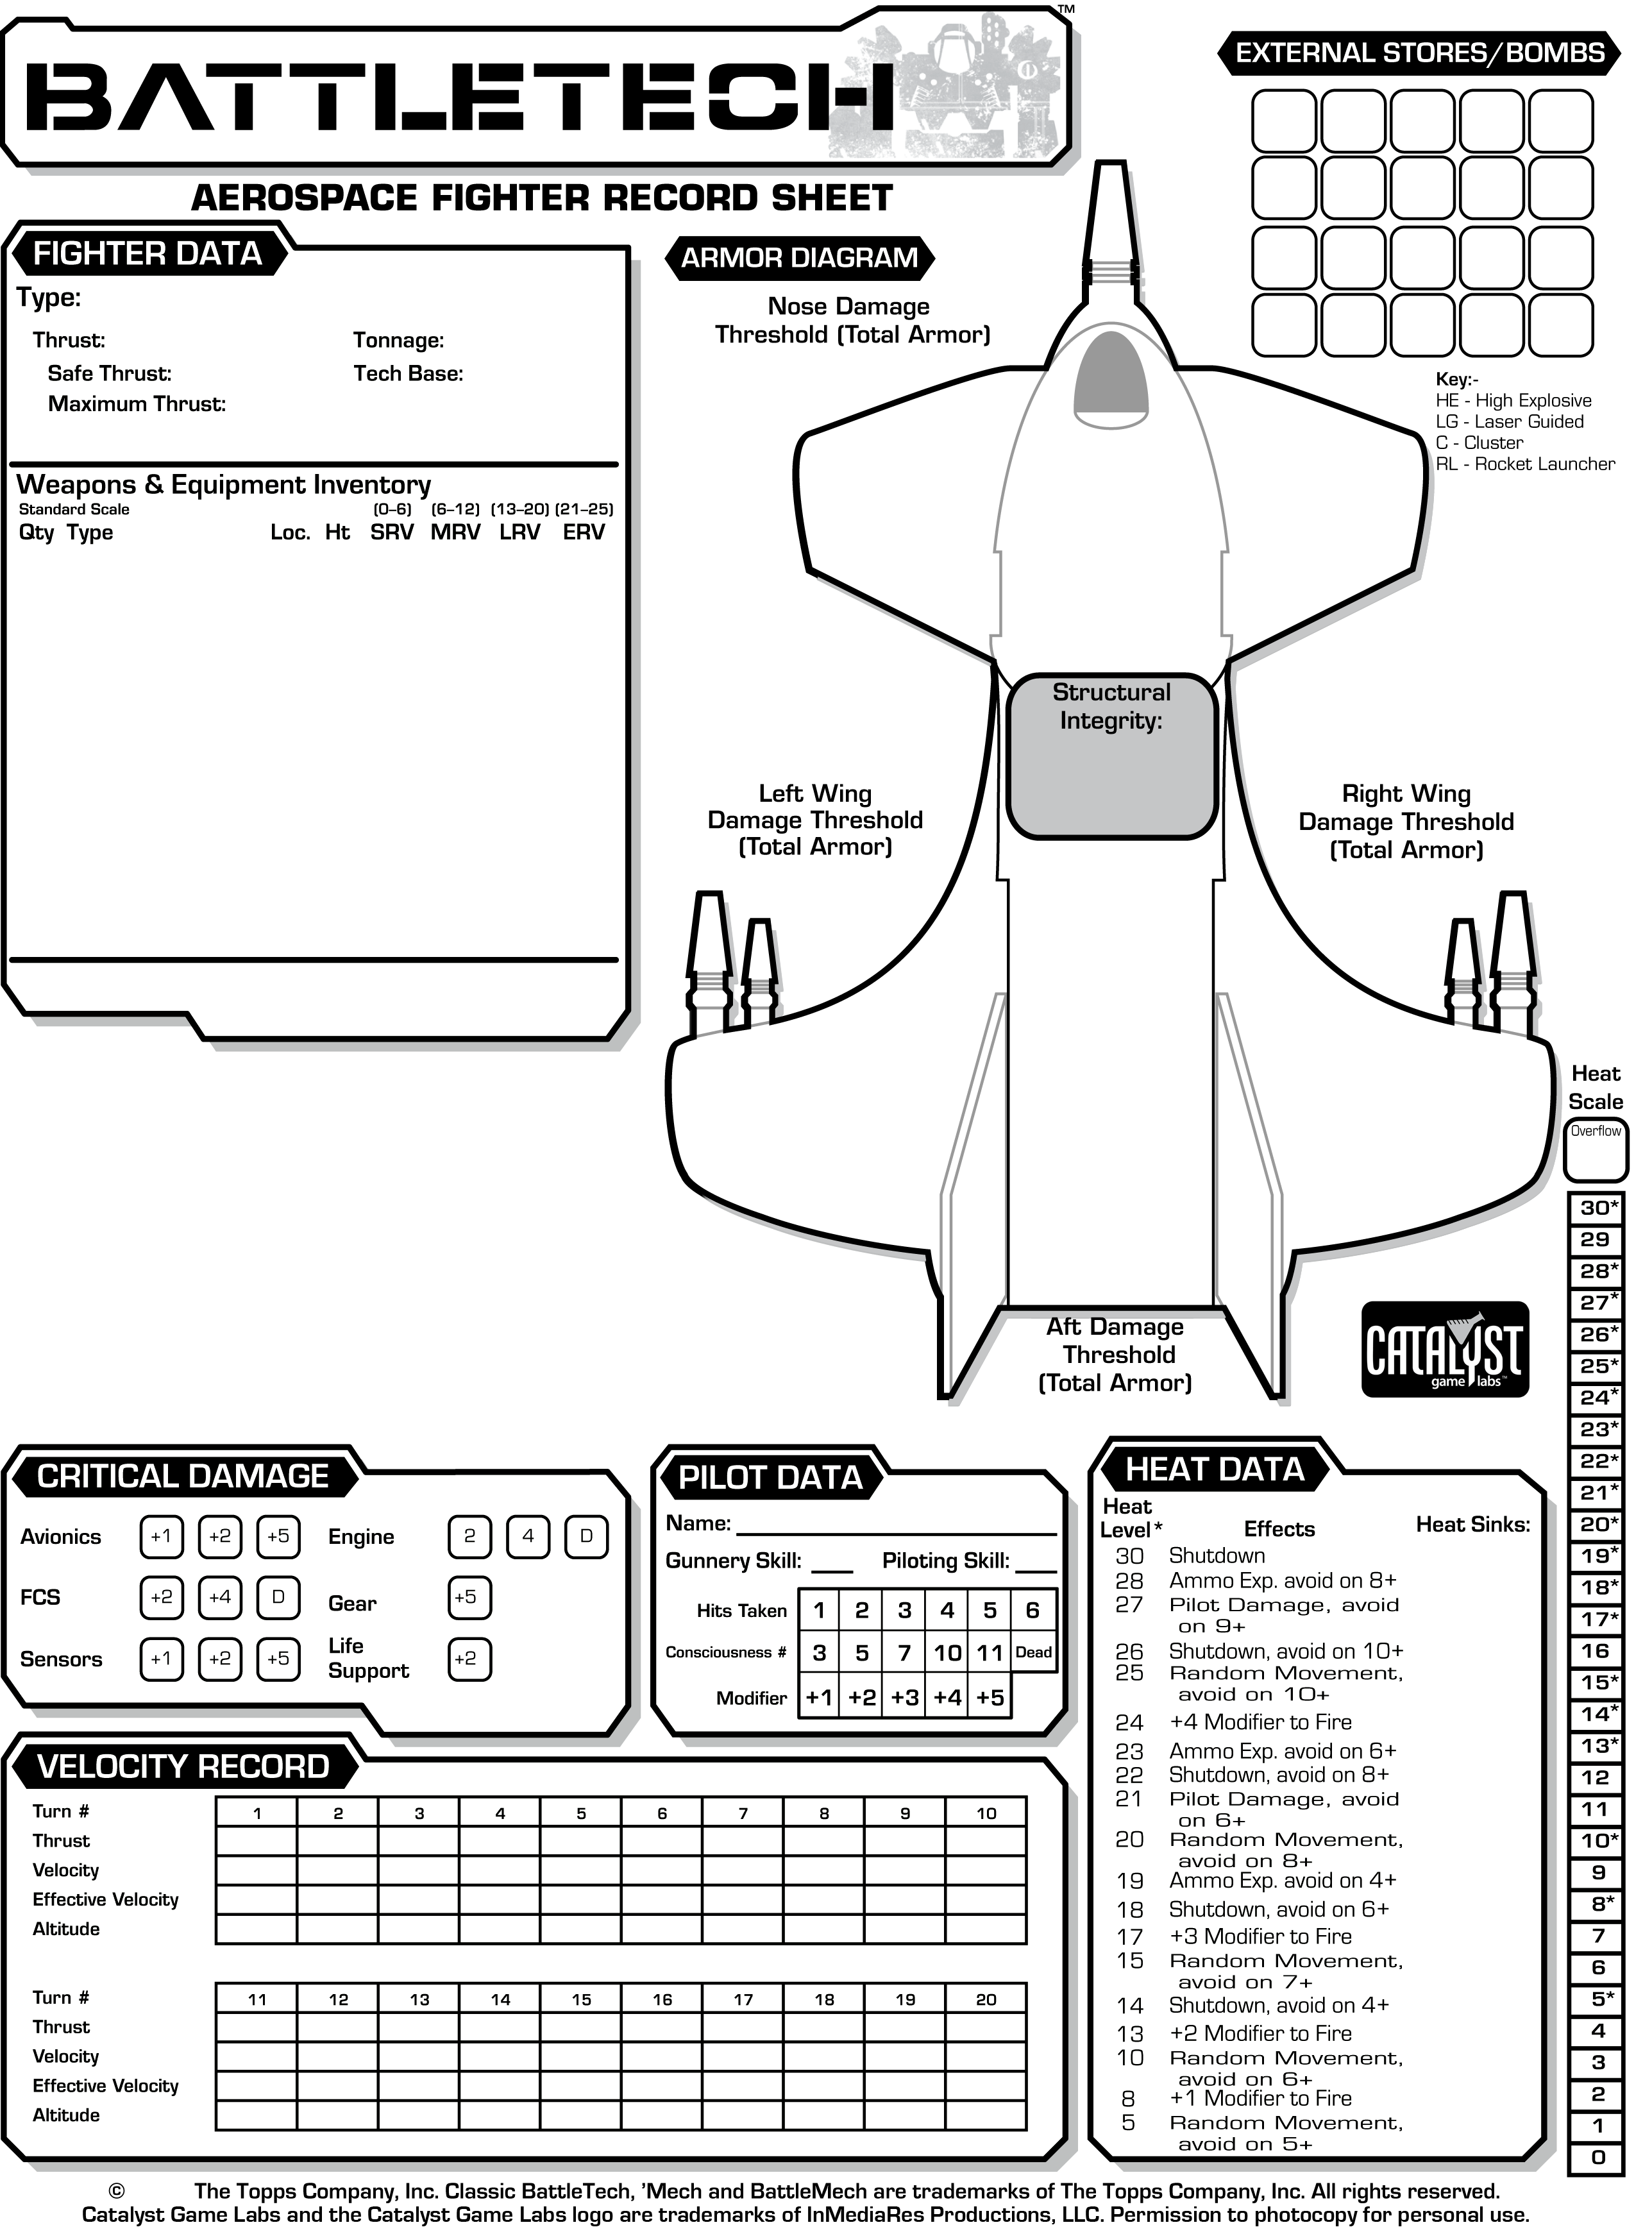 BATTLETECH
™
AEROSPACE FIGHTER RECORD SHEET
EXTERNAL STORES/BOMBS
Key:-
HE - High Explosive
LG - Laser Guided
C - Cluster
RL - Rocket Launcher
FIGHTER DATA
Type:
Thrust: Tonnage:
Safe Thrust: Tech Base:
Maximum Thrust:
Weapons & Equipment Inventory
Standard Scale (0–6) (6–12) (13–20) (21–25)
Qty Type Loc. Ht SRV MRV LRV ERV
ARMOR DIAGRAM
Nose Damage
Threshold (Total Armor)
Structural
Integrity:
Left Wing
Damage Threshold
(Total Armor)
Right Wing
Damage Threshold
(Total Armor)
Aft Damage
Threshold
(Total Armor)
CATALYST
game labs™
Heat
Scale
Overflow
30*
29
28*
27*
26*
25*
24*
23*
22*
21*
20*
19*
18*
17*
16
15*
14*
13*
12
11
10*
9
8*
7
6
5*
4
3
2
1
0
CRITICAL DAMAGE
Avionics +1 +2 +5 Engine 2 4 D
FCS +2 +4 D Gear +5
Sensors +1 +2 +5 Life
Support +2
PILOT DATA
Name:
Gunnery Skill: Piloting Skill:
Hits Taken 1 2 3 4 5 6
Consciousness # 3 5 7 10 11 Dead
Modifier +1 +2 +3 +4 +5
HEAT DATA
Heat
Level* Effects Heat Sinks:
30 Shutdown
28 Ammo Exp. avoid on 8+
27 Pilot Damage, avoid
on 9+
26 Shutdown, avoid on 10+
25 Random Movement,
avoid on 10+
24 +4 Modifier to Fire
23 Ammo Exp. avoid on 6+
22 Shutdown, avoid on 8+
21 Pilot Damage, avoid
on 6+
20 Random Movement,
avoid on 8+
19 Ammo Exp. avoid on 4+
18 Shutdown, avoid on 6+
17 +3 Modifier to Fire
15 Random Movement,
avoid on 7+
14 Shutdown, avoid on 4+
13 +2 Modifier to Fire
10 Random Movement,
avoid on 6+
8 +1 Modifier to Fire
5 Random Movement,
avoid on 5+
VELOCITY RECORD
Turn # 1 2 3 4 5 6 7 8 9 10
Thrust
Velocity
Effective Velocity
Altitude
Turn # 11 12 13 14 15 16 17 18 19 20
Thrust
Velocity
Effective Velocity
Altitude
© The Topps Company, Inc. Classic BattleTech, ’Mech and BattleMech are trademarks of The Topps Company, Inc. All rights reserved.
Catalyst Game Labs and the Catalyst Game Labs logo are trademarks of InMediaRes Productions, LLC. Permission to photocopy for personal use.